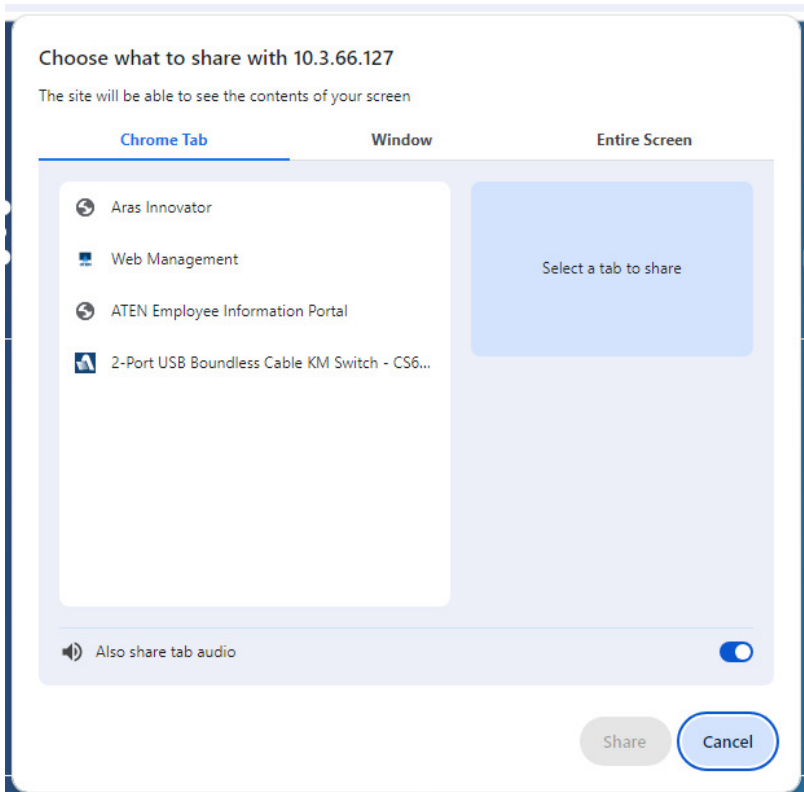 Choose what to share with 10.3.66.127
The site will be able to see the contents of your screen
Chrome Tab Window Entire Screen
Aras Innovator
Web Management
Select a tab to share
ATEN Employee Information Portal
2-Port USB Boundless Cable KM Switch - CS6...
Also share tab audio
Share Cancel